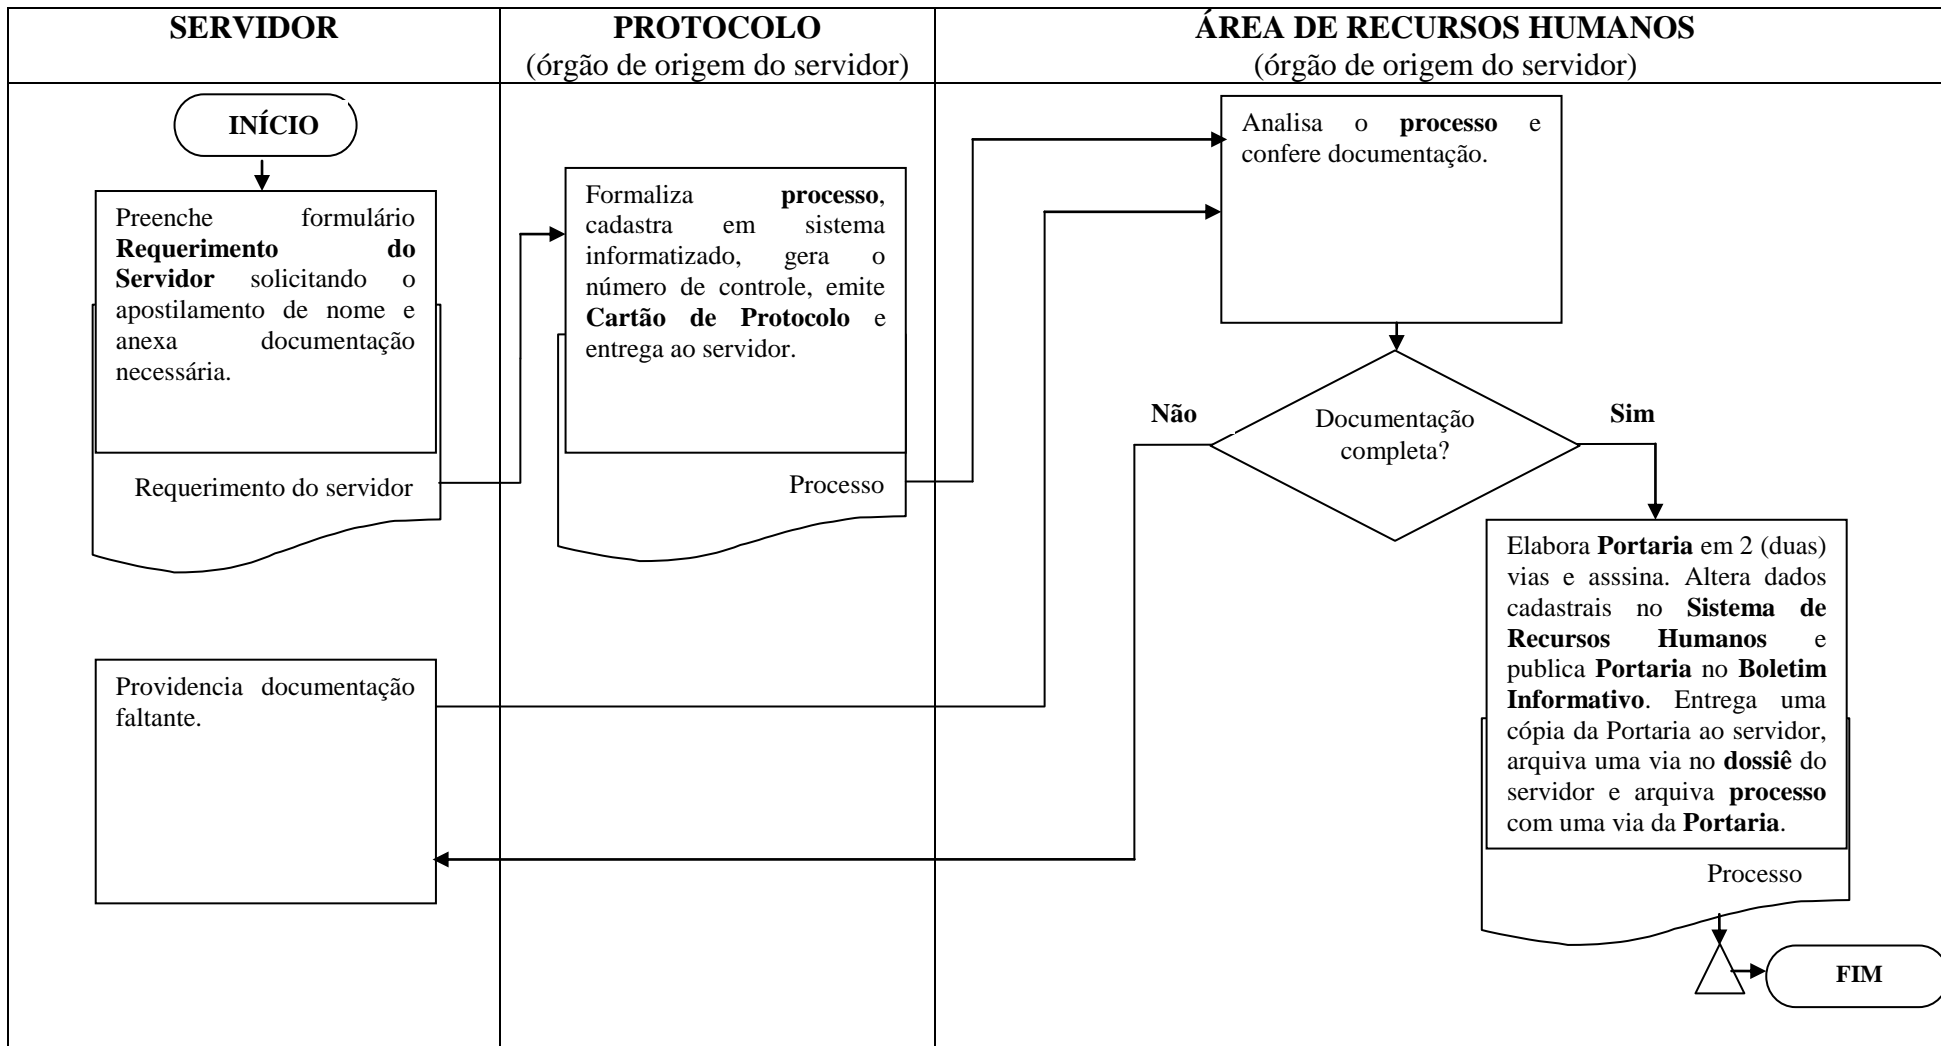 SERVIDOR
PROTOCOLO
(órgão de origem do servidor)
ÁREA DE RECURSOS HUMANOS
(órgão de origem do servidor)
INÍCIO
Preenche formulário
Requerimento do
Servidor solicitando o
apostilamento de nome e
anexa documentação
necessária.
Requerimento do servidor
Formaliza processo,
cadastra em sistema
informatizado, gera o
número de controle, emite
Cartão de Protocolo e
entrega ao servidor.
Processo
Analisa o processo e
confere documentação.
Não
Documentação
completa?
Sim
Elabora Portaria em 2 (duas)
vias e asssina. Altera dados
cadastrais no Sistema de
Recursos Humanos e
publica Portaria no Boletim
Informativo. Entrega uma
cópia da Portaria ao servidor,
arquiva uma via no dossiê do
servidor e arquiva processo
com uma via da Portaria.
Processo
Providencia documentação
faltante.
FIM